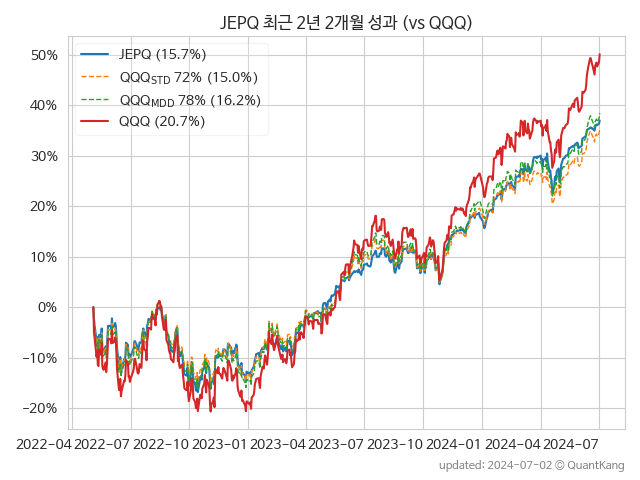 JEPQ 최근 2년 2개월 성과 (vs QQQ)
50%
40%
30%
20%
10%
0%
−10%
−20%
JEPQ (15.7%)
QQQSTD 72% (15.0%)
QQQMDD 78% (16.2%)
QQQ (20.7%)
2022-04 2022-07 2022-10 2023-01 2023-04 2023-07 2023-10 2024-01 2024-04 2024-07
updated: 2024-07-02 © QuantKang